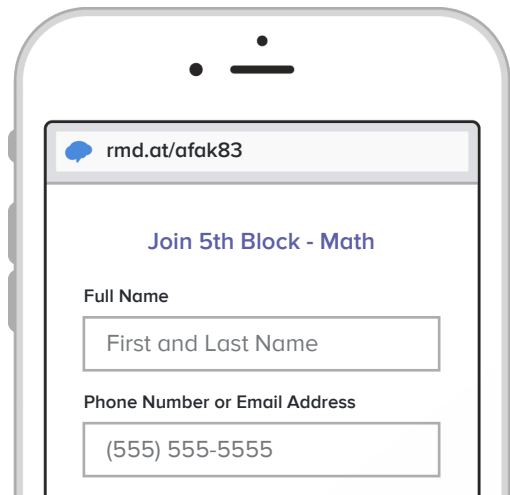 rmd.at/afak83
Join 5th Block - Math
Full Name
First and Last Name
Phone Number or Email Address
(555) 555-5555